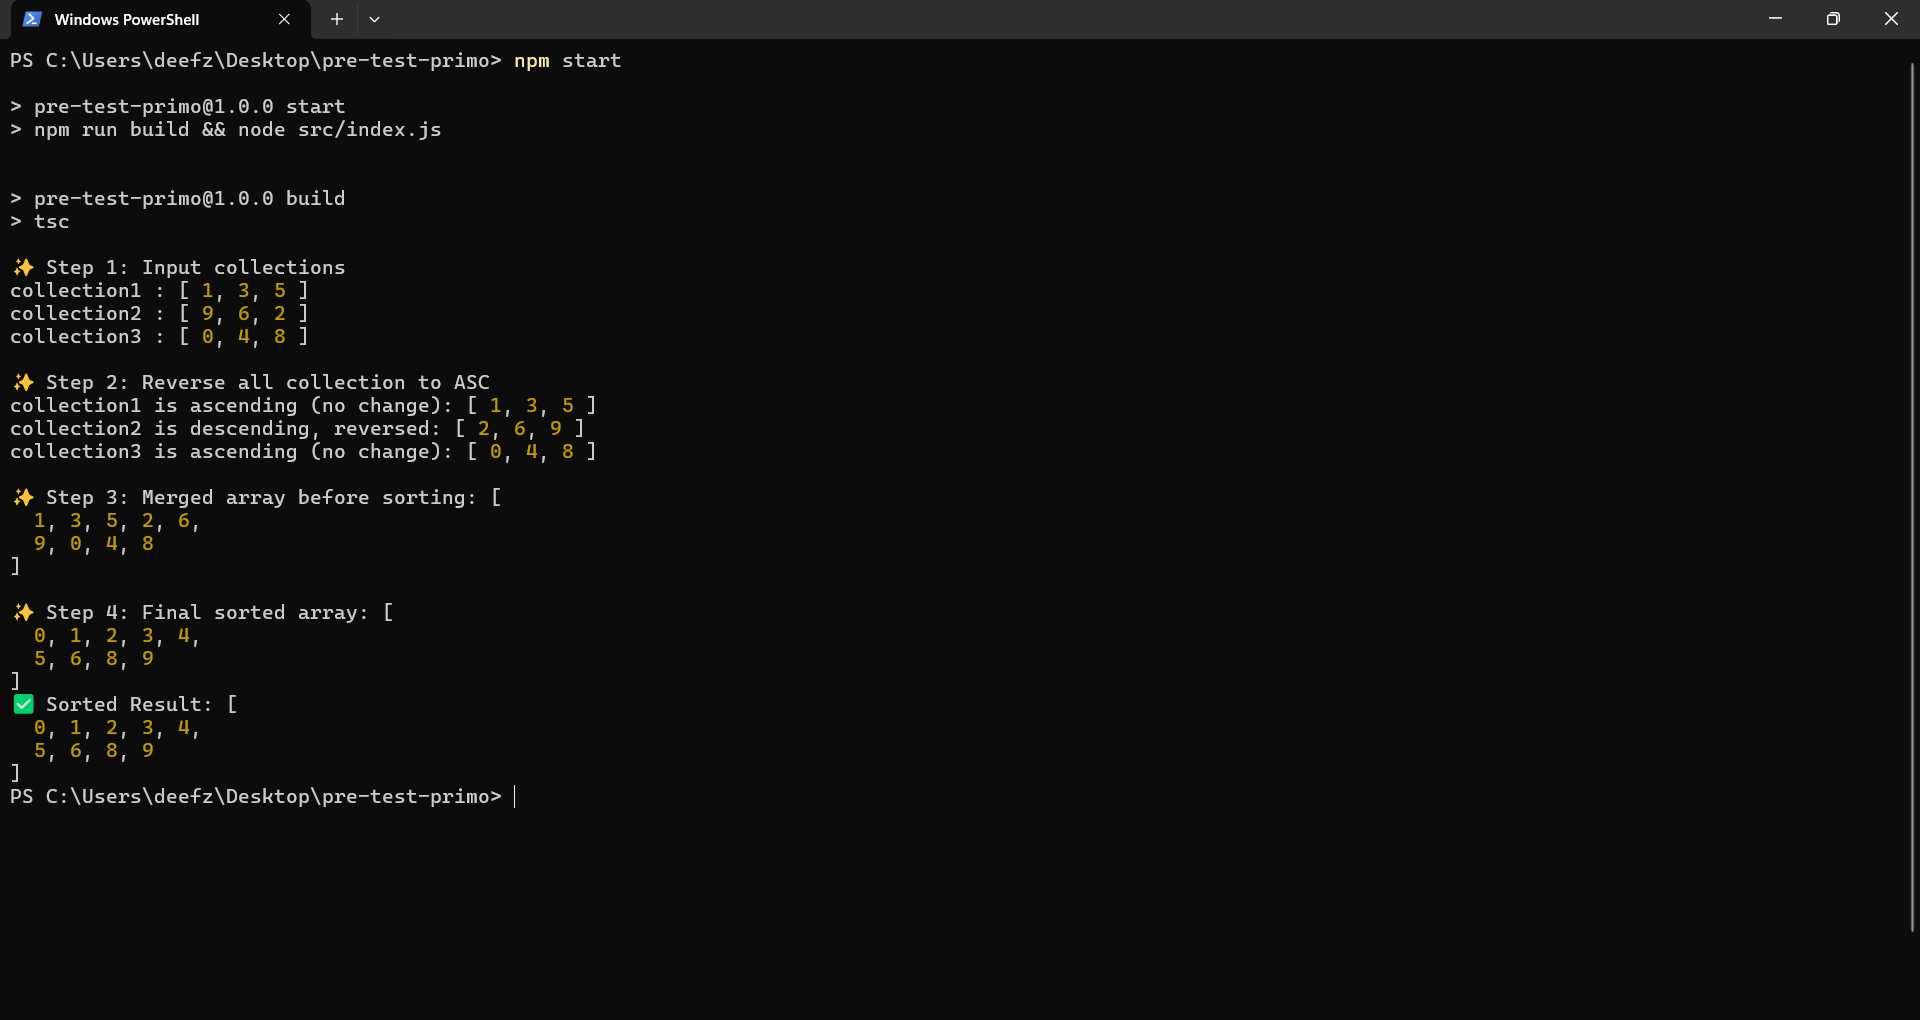 Windows PowerShell
PS C:\Users\deefz\Desktop\pre-test-primo> npm start
> pre-test-primo@1.0.0 start
> npm run build && node src/index.js
> pre-test-primo@1.0.0 build
> tsc
✨ Step 1: Input collections
collection1 : [ 1, 3, 5 ]
collection2 : [ 9, 6, 2 ]
collection3 : [ 0, 4, 8 ]
✨ Step 2: Reverse all collection to ASC
collection1 is ascending (no change): [ 1, 3, 5 ]
collection2 is descending, reversed: [ 2, 6, 9 ]
collection3 is ascending (no change): [ 0, 4, 8 ]
✨ Step 3: Merged array before sorting: [
  1, 3, 5, 2, 6,
  9, 0, 4, 8
]
✨ Step 4: Final sorted array: [
  0, 1, 2, 3, 4,
  5, 6, 8, 9
]
✅ Sorted Result: [
  0, 1, 2, 3, 4,
  5, 6, 8, 9
]
PS C:\Users\deefz\Desktop\pre-test-primo>